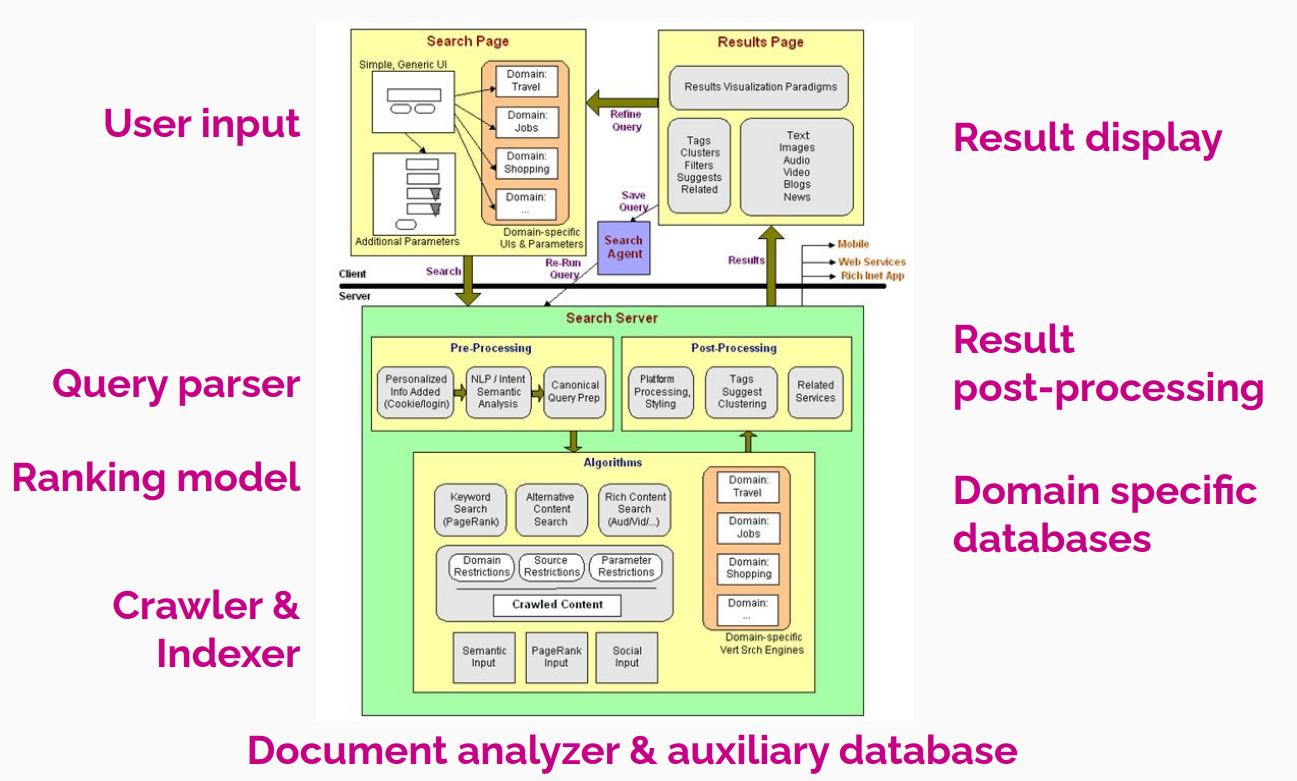 Search Page
Simple, Generic UI
Domain:
Travel
Domain:
Jobs
Domain:
Shopping
Domain:
...
Additional Parameters
Domain-specific
UIs & Parameters
Results Page
Results Visualization Paradigms
Tags
Clusters
Filters
Suggests
Related
Text
Images
Audio
Video
Blogs
News
Refine
Query
Save
Query
Search
Agent
Re-Run
Query
Search
Results
Mobile
Web Services
Rich Inet App
Client
Server
Search Server
Pre-Processing
Personalized
Info Added
(Cookie/login)
NLP / Intent
Semantic
Analysis
Canonical
Query Prep
Post-Processing
Platform
Processing,
Styling
Tags
Suggest
Clustering
Related
Services
Algorithms
Keyword
Search
(PageRank)
Alternative
Content
Search
Rich Content
Search
(Aud/Vid/...)
Domain
Restrictions
Source
Restrictions
Parameter
Restrictions
Crawled Content
Semantic
Input
PageRank
Input
Social
Input
Domain:
Travel
Domain:
Jobs
Domain:
Shopping
Domain:
...
Domain-specific
Vert Srch Engines
User input
Query parser
Ranking model
Crawler &
Indexer
Result display
Result
post-processing
Domain specific
databases
Document analyzer & auxiliary database